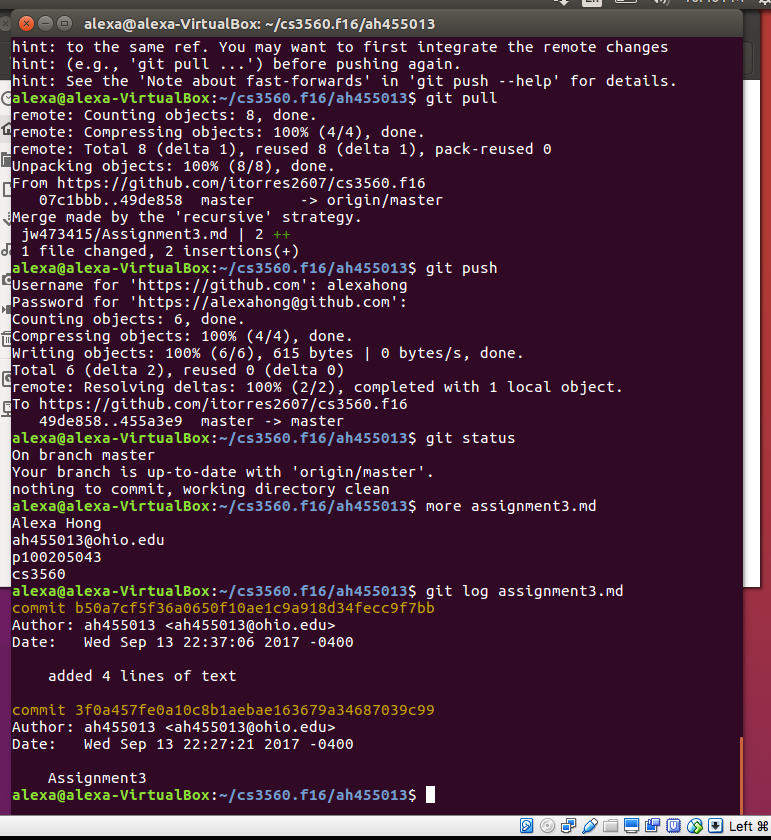 alexa@alexa-VirtualBox: ~/cs3560.f16/ah455013
hint: to the same ref. You may want to first integrate the remote changes
hint: (e.g., 'git pull ...') before pushing again.
hint: See the 'Note about fast-forwards' in 'git push --help' for details.
alexa@alexa-VirtualBox:~/cs3560.f16/ah455013$ git pull
remote: Counting objects: 8, done.
remote: Compressing objects: 100% (4/4), done.
remote: Total 8 (delta 1), reused 8 (delta 1), pack-reused 0
Unpacking objects: 100% (8/8), done.
From https://github.com/itorres2607/cs3560.f16
   07c1bbb..49de858  master     -> origin/master
Merge made by the 'recursive' strategy.
 jw473415/Assignment3.md | 2 ++
 1 file changed, 2 insertions(+)
alexa@alexa-VirtualBox:~/cs3560.f16/ah455013$ git push
Username for 'https://github.com': alexahong
Password for 'https://alexahong@github.com':
Counting objects: 6, done.
Compressing objects: 100% (4/4), done.
Writing objects: 100% (6/6), 615 bytes | 0 bytes/s, done.
Total 6 (delta 2), reused 0 (delta 0)
remote: Resolving deltas: 100% (2/2), completed with 1 local object.
To https://github.com/itorres2607/cs3560.f16
   49de858..455a3e9  master -> master
alexa@alexa-VirtualBox:~/cs3560.f16/ah455013$ git status
On branch master
Your branch is up-to-date with 'origin/master'.
nothing to commit, working directory clean
alexa@alexa-VirtualBox:~/cs3560.f16/ah455013$ more assignment3.md
Alexa Hong
ah455013@ohio.edu
p100205043
cs3560
alexa@alexa-VirtualBox:~/cs3560.f16/ah455013$ git log assignment3.md
commit b50a7cf5f36a0650f10ae1c9a918d34fecc9f7bb
Author: ah455013 <ah455013@ohio.edu>
Date:   Wed Sep 13 22:37:06 2017 -0400

    added 4 lines of text

commit 3f0a457fe0a10c8b1aebae163679a34687039c99
Author: ah455013 <ah455013@ohio.edu>
Date:   Wed Sep 13 22:27:21 2017 -0400

    Assignment3
alexa@alexa-VirtualBox:~/cs3560.f16/ah455013$
Left ⌘